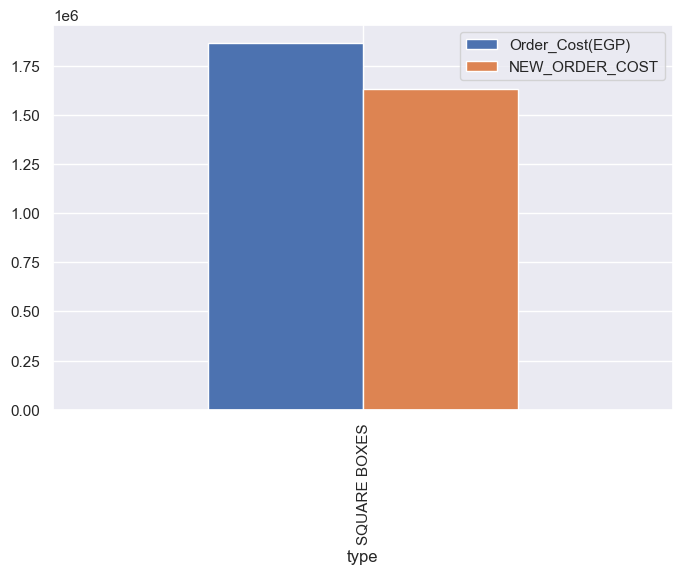 1e6
Order_Cost(EGP)
NEW_ORDER_COST
1.75
1.50
1.25
1.00
0.75
0.50
0.25
0.00
SQUARE BOXES
type